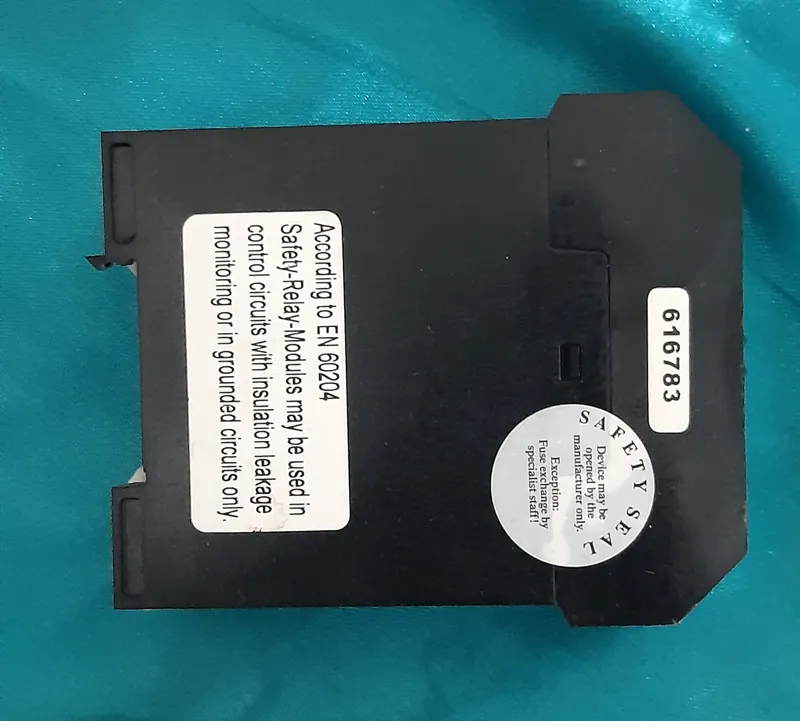 616783
SAFETY SEAL
Device may be
opened by the
manufacturer only.
Exception:
Fuse exchange by
specialist staff!
According to EN 60204
Safety-Relay-Modules may be used in
control circuits with insulation leakage
monitoring or in grounded circuits only.